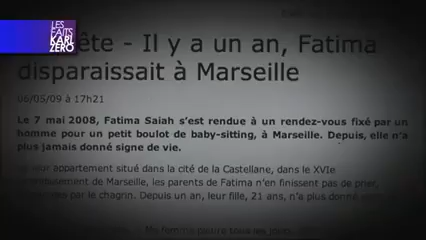 LES
FAITS
KARL
ZERO
ête - Il y a un an, Fatima
disparaissait à Marseille
06/05/09 à 17h21
Le 7 mai 2008, Fatima Saiah s'est rendue à un rendez-vous fixé par un
homme pour un petit boulot de baby-sitting, à Marseille. Depuis, elle n'a
plus jamais donné signe de vie.
leur appartement situé dans la cité de la Castellane, dans le XVIe
de Marseille, les parents de Fatima n'en finissent pas de prier,
par le chagrin. Depuis un an, leur fille, 21 ans, n'a plus donné